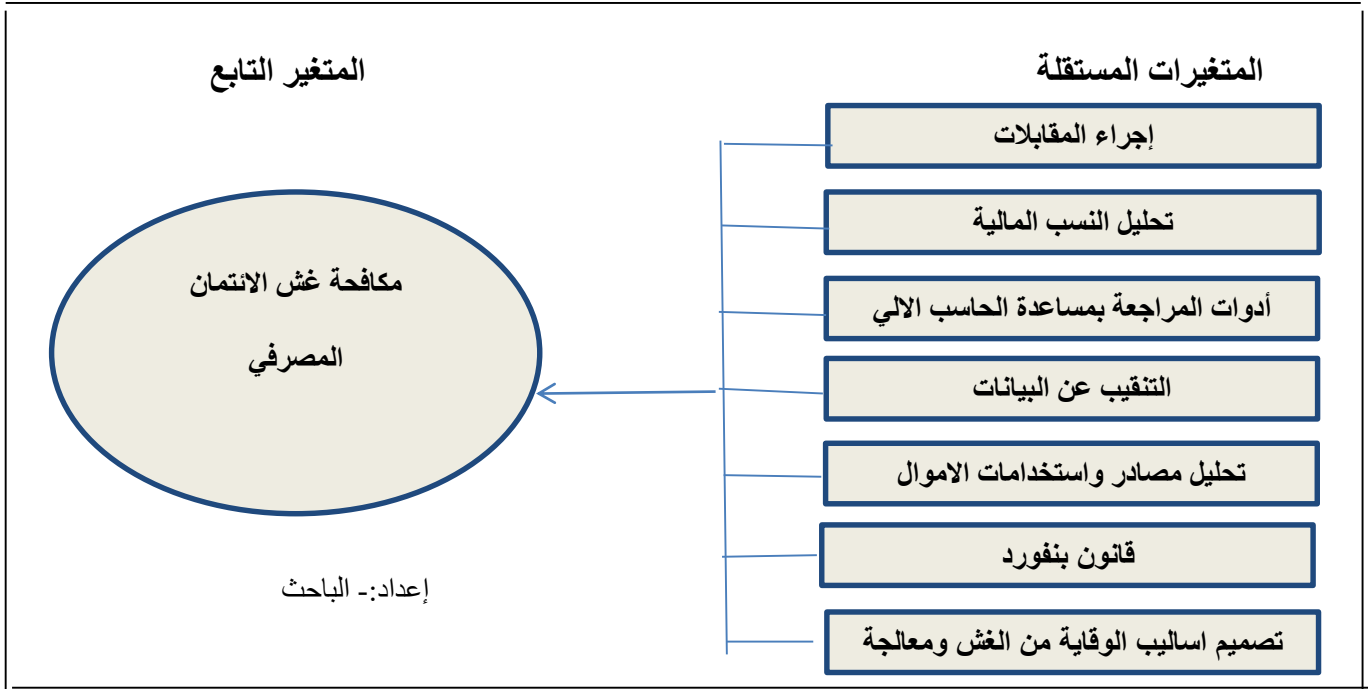 المتغيرات المستقلة
المتغير التابع
إجراء المقابلات
تحليل النسب المالية
أدوات المراجعة بمساعدة الحاسب الالي
التنقيب عن البيانات
تحليل مصادر واستخدامات الاموال
قانون بنفورد
تصميم اساليب الوقاية من الغش ومعالجة
مكافحة غش الائتمان
المصرفي
إعداد:- الباحث